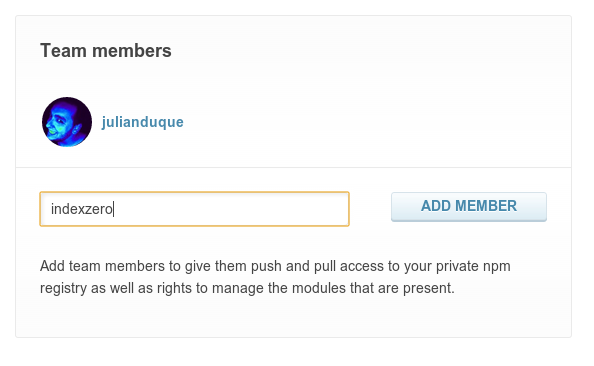 Team members
julianduque
indexzero
ADD MEMBER
Add team members to give them push and pull access to your private npm
registry as well as rights to manage the modules that are present.